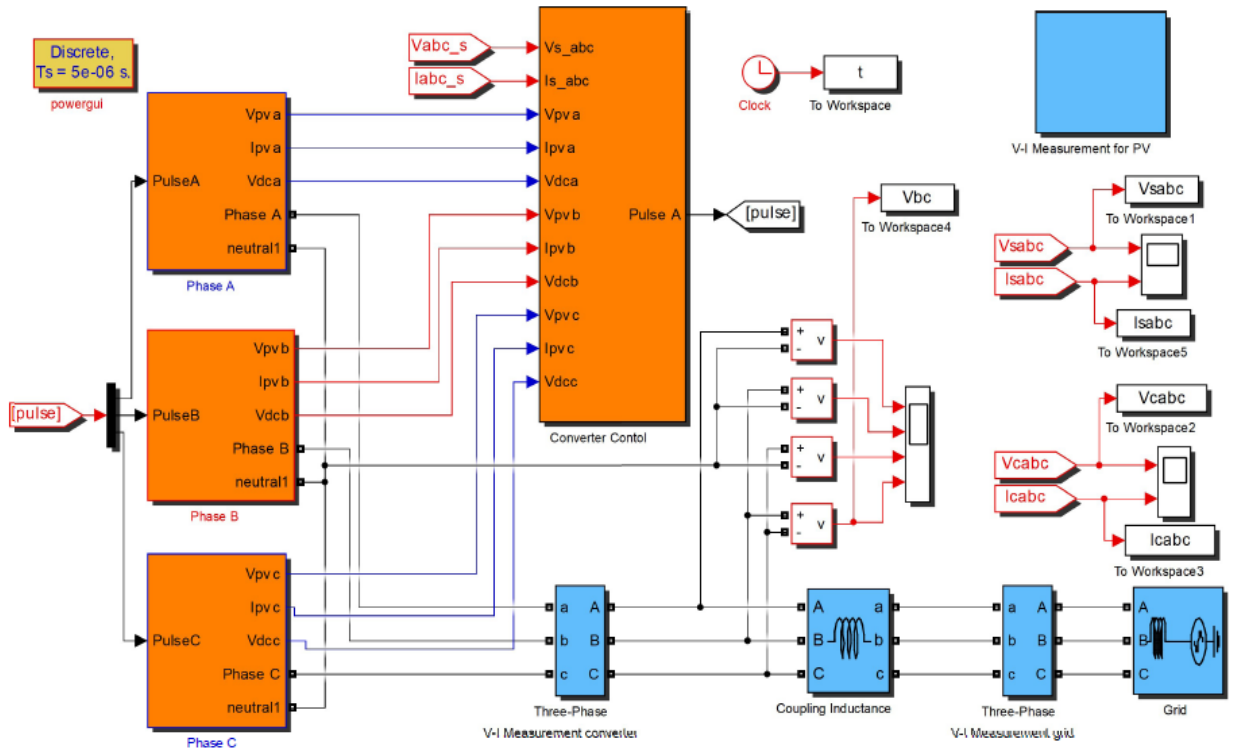 Discrete,
Ts = 5e-06 s.
powergui
Vpva
Ipva
Vdca
PulseA
Phase A
neutral1
Phase A
Vpvb
Ipvb
Vdcb
PulseB
Phase B
neutral1
Phase B
[pulse]
Vpvc
Ipvc
Vdcc
PulseC
Phase C
neutral1
Phase C
Vabc_s
Iabc_s
Vs_abc
Is_abc
Vpva
Ipva
Vdca
Vpvb
Ipvb
Vdcb
Vpvc
Ipvc
Vdcc
Pulse A
Converter Contol
[pulse]
Clock
t
To Workspace
V-I Measurement for PV
Vbc
To Workspace4
Vsabc
To Workspace1
Vsabc
Isabc
Isabc
To Workspace5
Vcabc
To Workspace2
Vcabc
Icabc
Icabc
To Workspace3
+
-
v
+
-
v
+
-
v
+
-
v
a A
b B
c C
Three-Phase
V-I Measurement converter
A a
B b
C c
Coupling Inductance
a A
b B
c C
Three-Phase
V-I Measurement grid
A
B
C
Grid